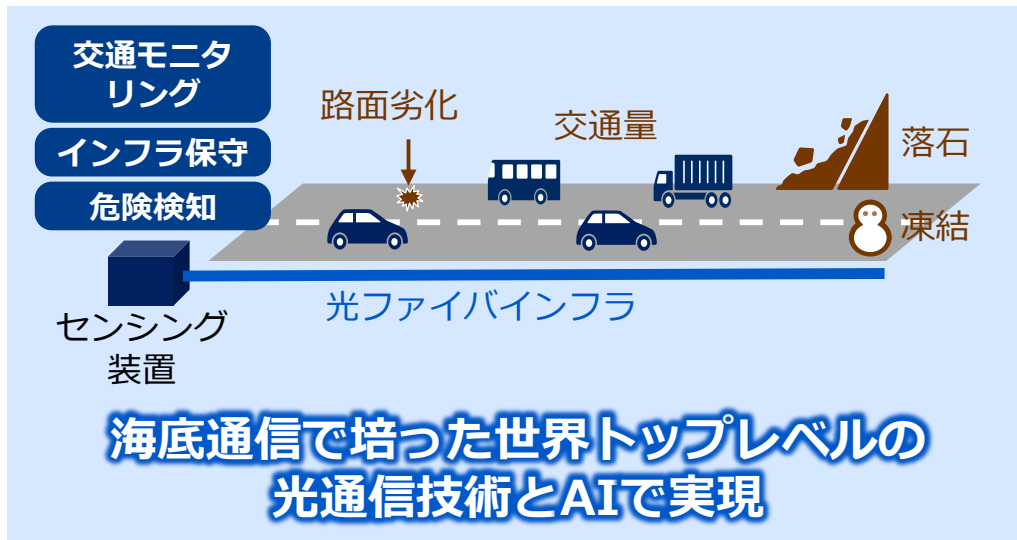 交通モニタ
リング
インフラ保守
危険検知
路面劣化
交通量
落石
凍結
光ファイバインフラ
センシング
装置
海底通信で培った世界トップレベルの
光通信技術とAIで実現